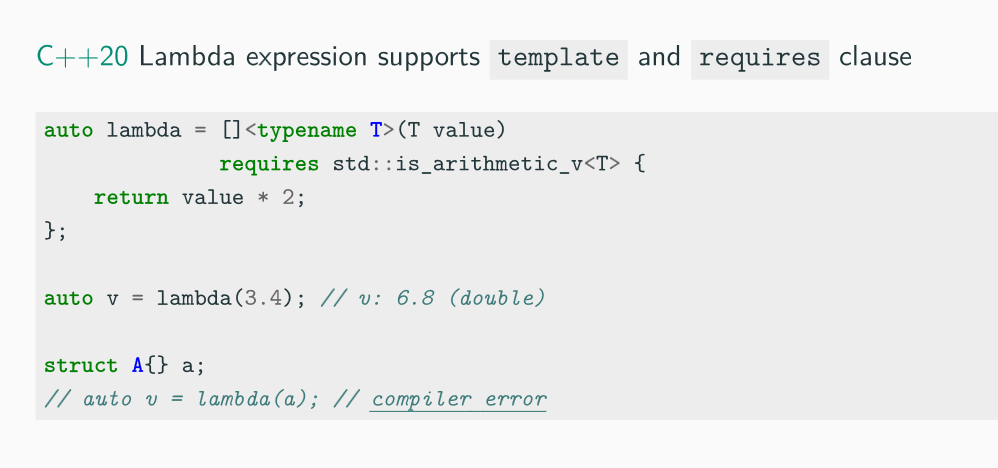 C++20 Lambda expression supports template and requires clause
auto lambda = []<typename T>(T value)
              requires std::is_arithmetic_v<T> {
    return value * 2;
};
auto v = lambda(3.4); // v: 6.8 (double)
struct A{} a;
// auto v = lambda(a); // compiler error